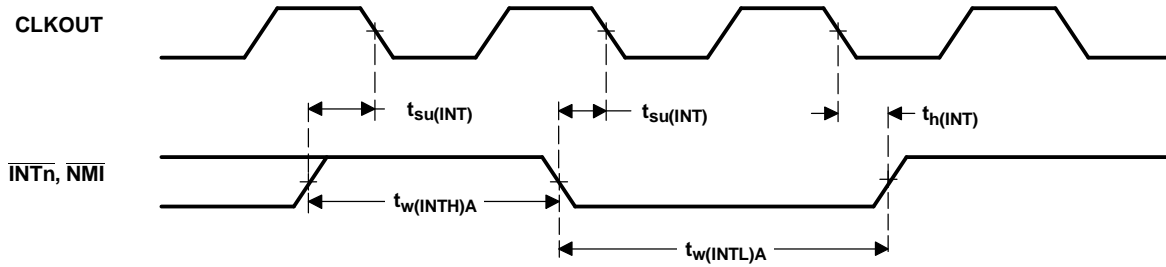 CLKOUT
tsu(INT)
tsu(INT)
th(INT)
INTn, NMI
tw(INTH)A
tw(INTL)A